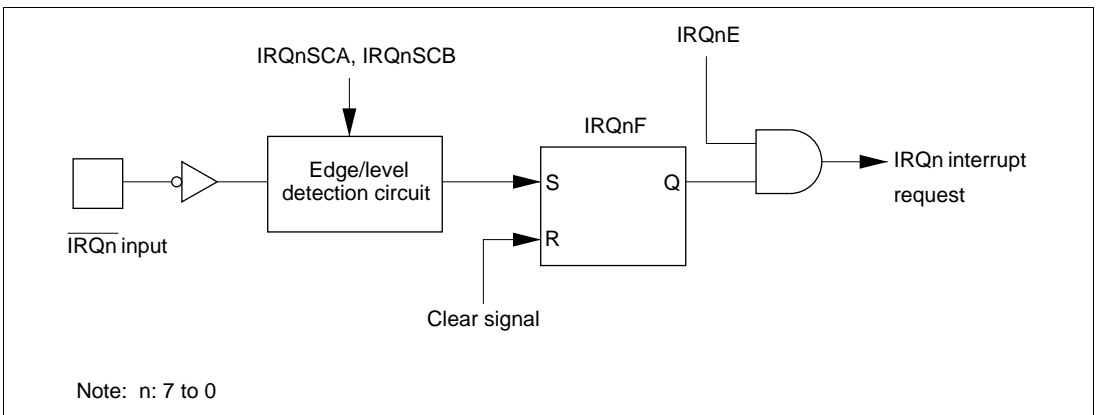 IRQnE
IRQnSCA, IRQnSCB
IRQnF
Edge/level
detection circuit
S
Q
R
IRQn interrupt
request
IRQn input
Clear signal
Note: n: 7 to 0